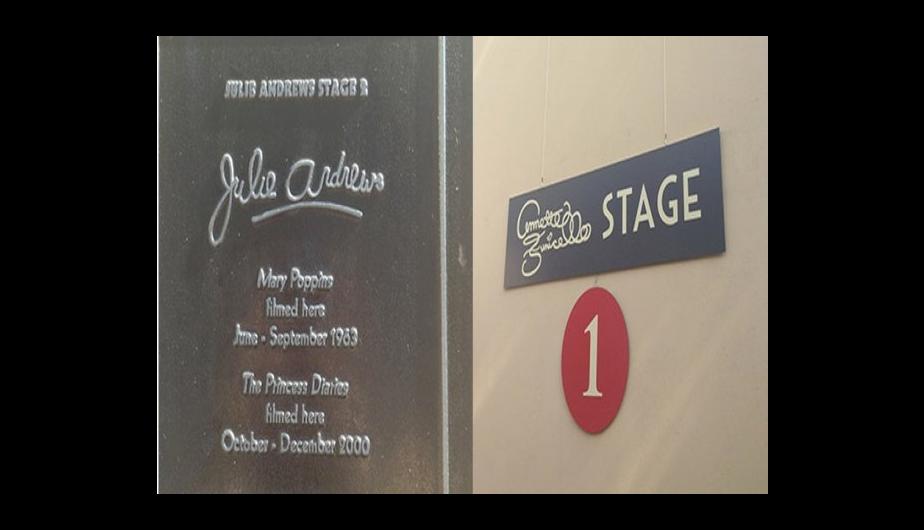 JULIE ANDREWS STAGE 2
Julie Andrews
Mary Poppins
filmed here
June - September 1963
The Princess Diaries
filmed here
October - December 2000
Annette Funicello STAGE
1